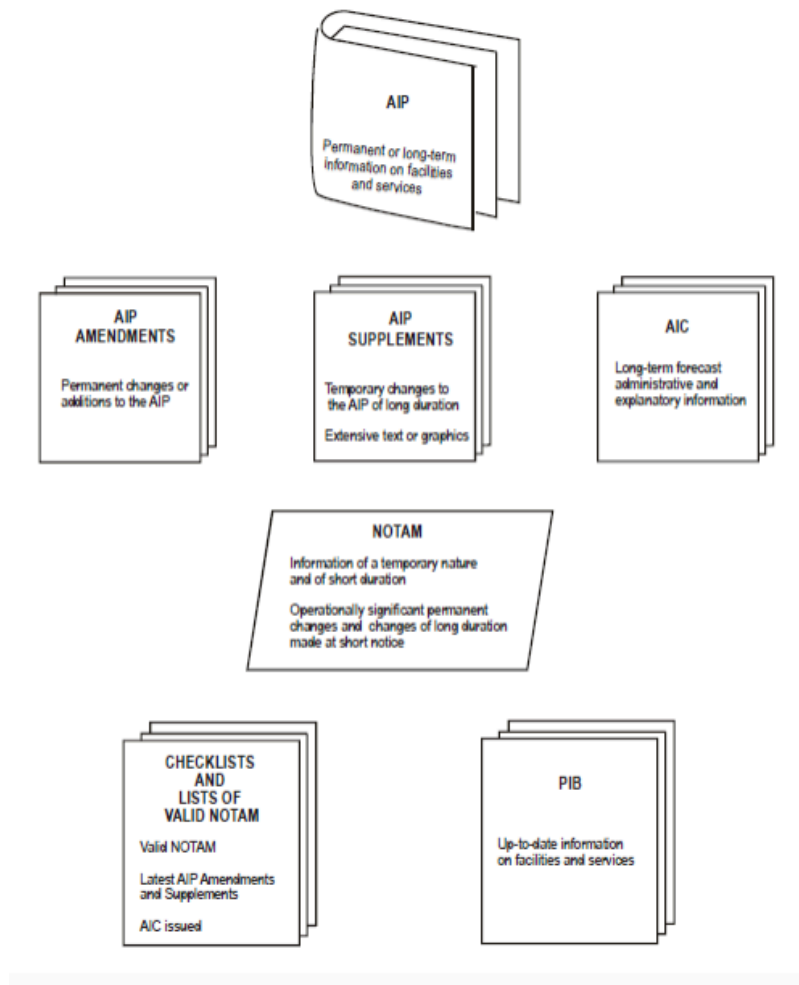 AIP
Permanent or long-term
information on facilities
and services
AIP
AMENDMENTS
Permanent changes or
additions to the AIP
AIP
SUPPLEMENTS
Temporary changes to
the AIP of long duration
Extensive text or graphics
AIC
Long-term forecast
administrative and
explanatory information
NOTAM
Information of a temporary nature
and of short duration
Operationally significant permanent
changes and changes of long duration
made at short notice
CHECKLISTS
AND
LISTS OF
VALID NOTAM
Valid NOTAM
Latest AIP Amendments
and Supplements
AIC issued
PIB
Up-to-date information
on facilities and services